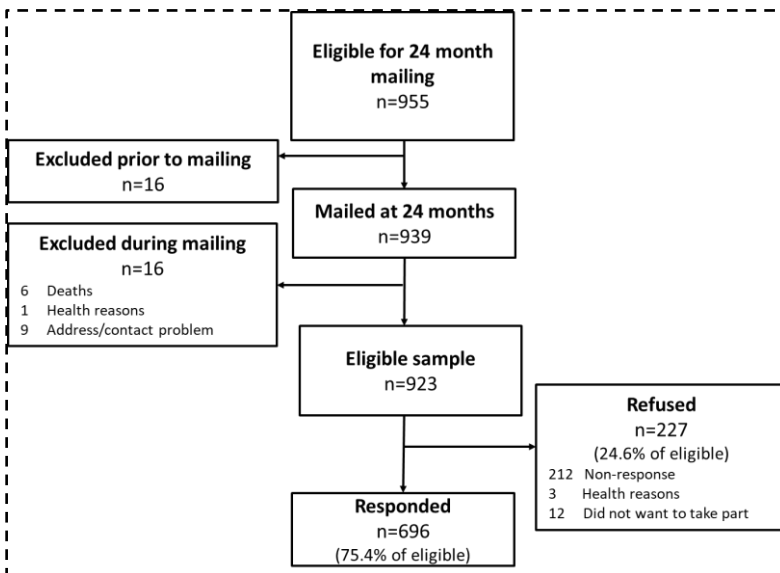 Eligible for 24 month
mailing
n=955
Excluded prior to mailing
n=16
Mailed at 24 months
n=939
Excluded during mailing
n=16
6 Deaths
1 Health reasons
9 Address/contact problem
Eligible sample
n=923
Refused
n=227
(24.6% of eligible)
212 Non-response
3 Health reasons
12 Did not want to take part
Responded
n=696
(75.4% of eligible)